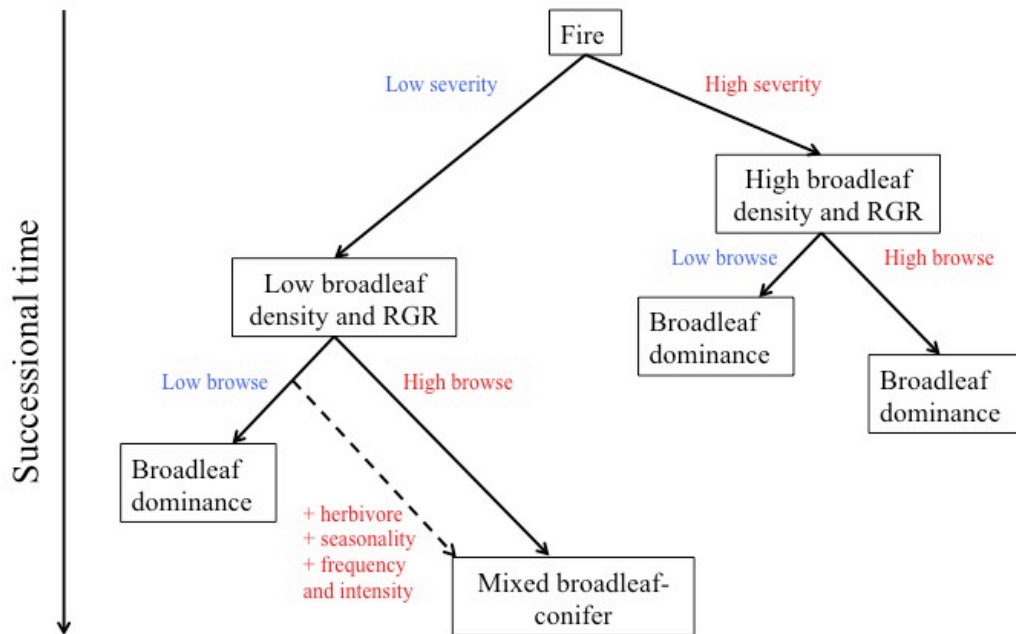 Successional time
Fire
Low severity
High severity
High broadleaf
density and RGR
Low browse
High browse
Broadleaf
dominance
Broadleaf
dominance
Low broadleaf
density and RGR
Low browse
High browse
Broadleaf
dominance
+ herbivore
+ seasonality
+ frequency
and intensity
Mixed broadleaf-
conifer